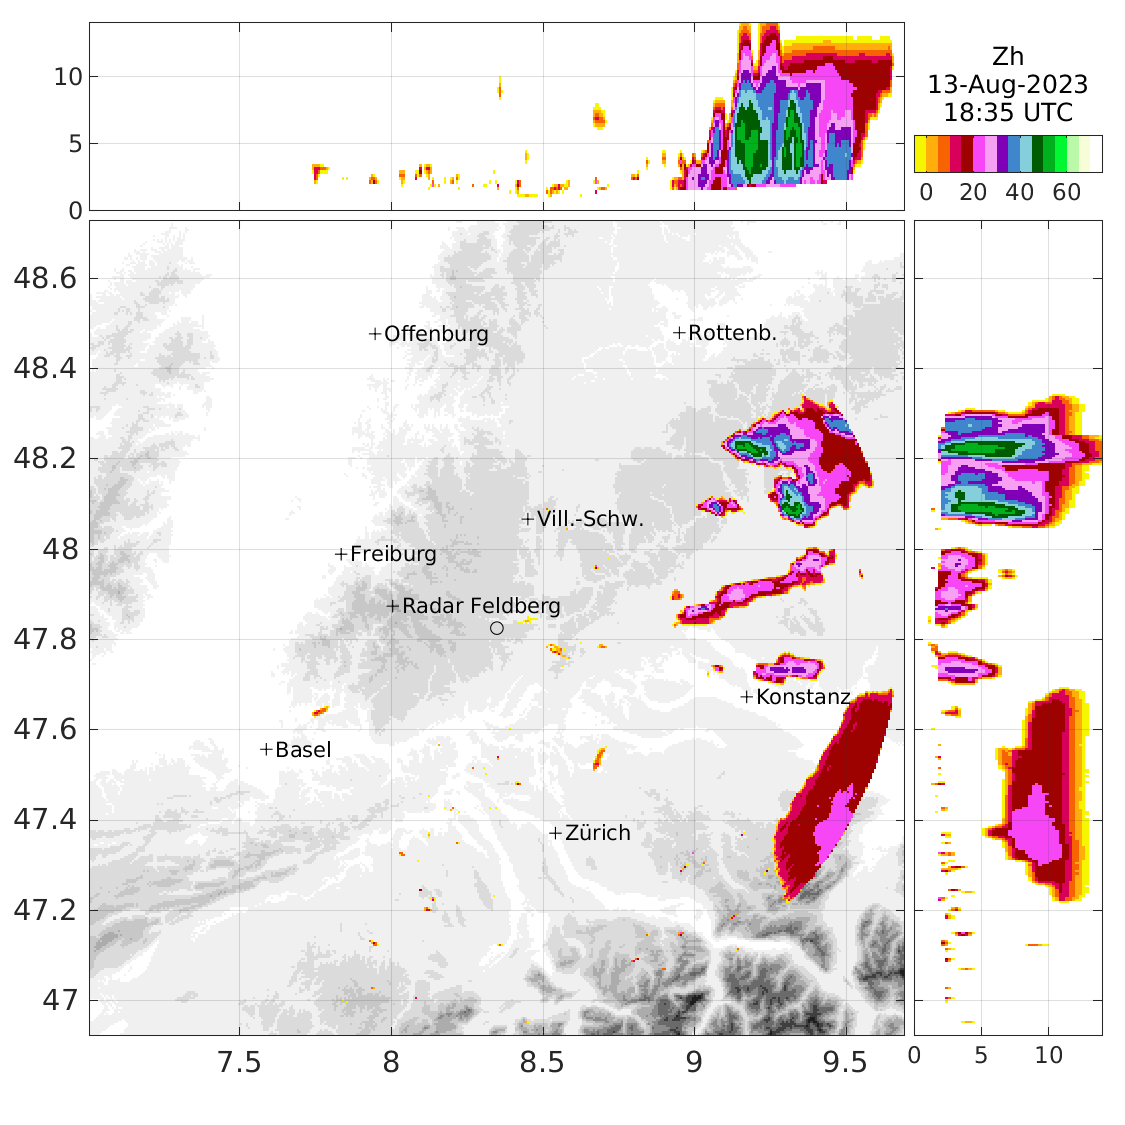 10
5
0
Zh
13-Aug-2023
18:35 UTC
0 20 40 60
48.6
48.4
48.2
48
47.8
47.6
47.4
47.2
47
+Offenburg
+Rottenb.
+Vill.-Schw.
+Freiburg
+Radar Feldberg
+Konstanz
+Basel
+Zürich
7.5 8 8.5 9 9.5
0 5 10